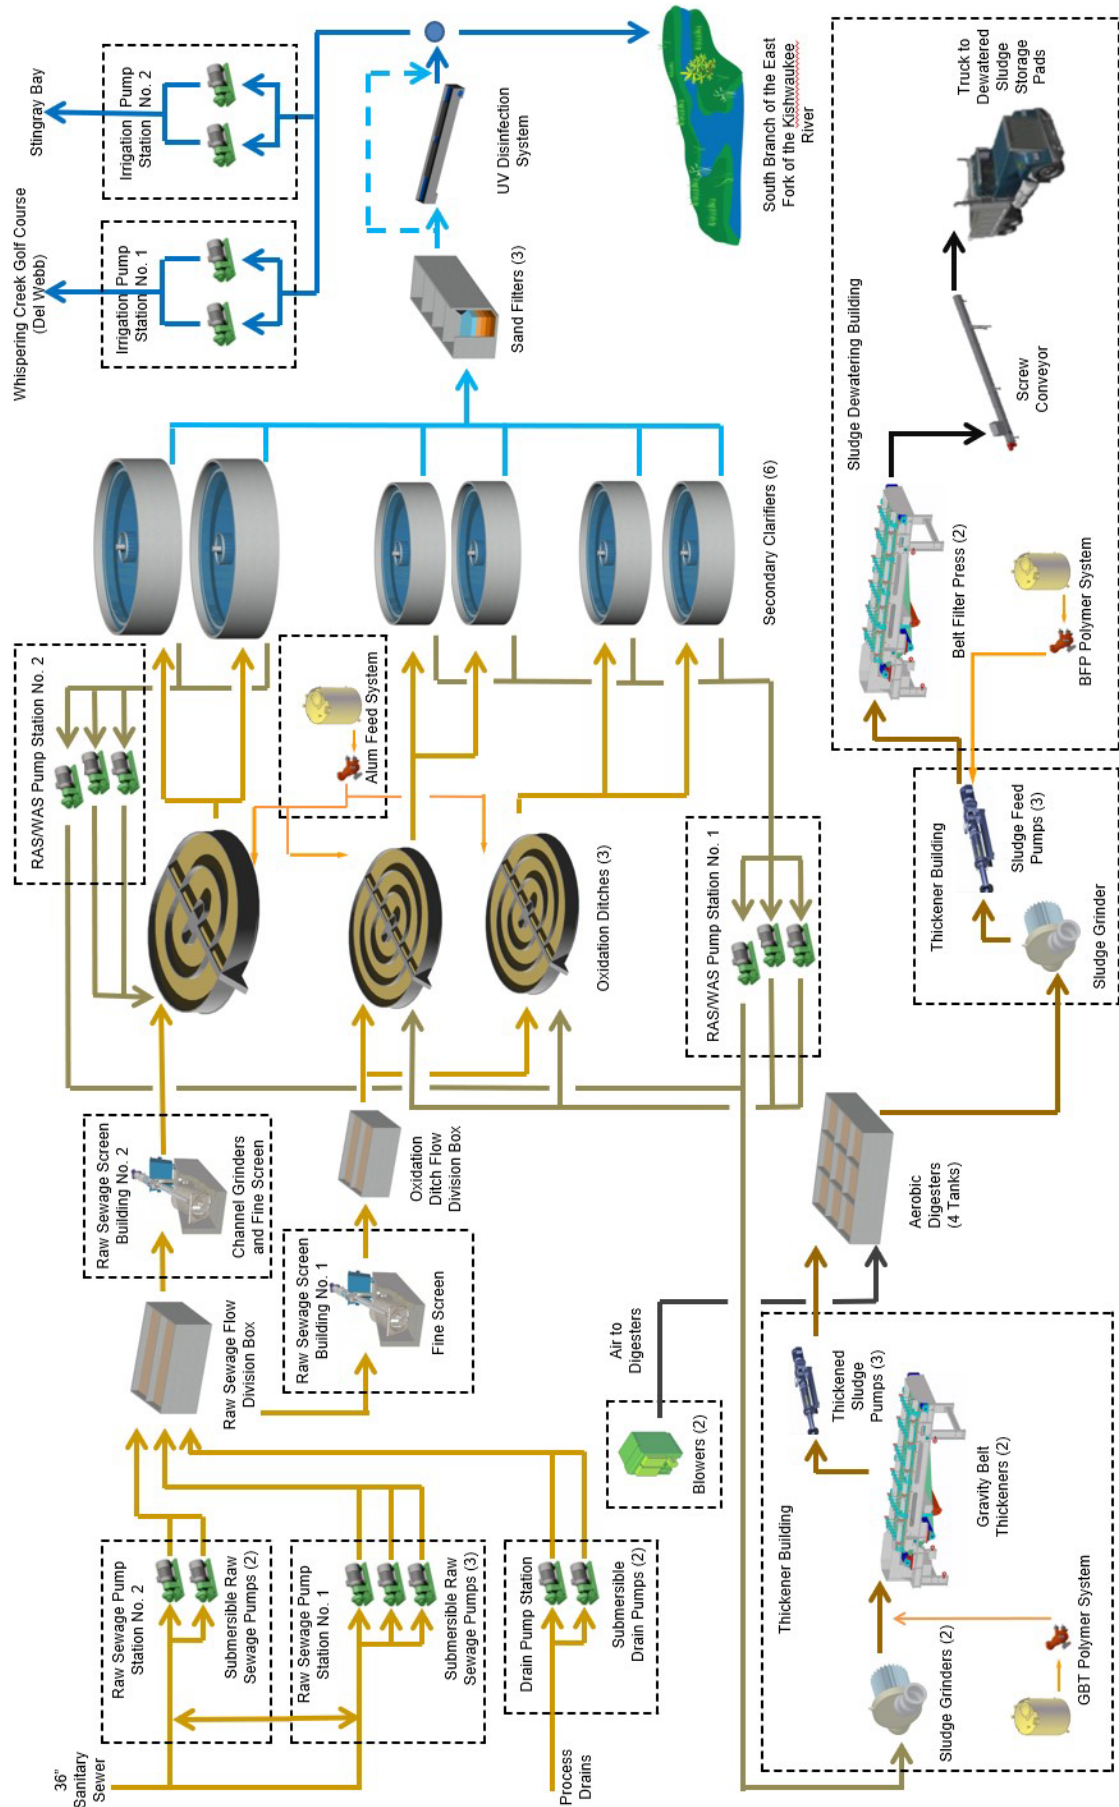 36"
Sanitary
Sewer
Raw Sewage Pump
Station No. 2
Submersible Raw
Sewage Pumps (2)
Raw Sewage Pump
Station No. 1
Submersible Raw
Sewage Pumps (3)
Process
Drains
Drain Pump Station
Submersible
Drain Pumps (2)
Raw Sewage Flow
Division Box
Raw Sewage Screen
Building No. 2
Channel Grinders
and Fine Screen
Raw Sewage Screen
Building No. 1
Fine Screen
Oxidation
Ditch Flow
Division Box
RAS/WAS Pump Station No. 2
Alum Feed System
Oxidation Ditches (3)
RAS/WAS Pump Station No. 1
Secondary Clarifiers (6)
Whispering Creek Golf Course
(Del Webb)
Irrigation Pump
Station No. 1
Stingray Bay
Irrigation Pump
Station No. 2
Sand Filters (3)
UV Disinfection
System
South Branch of the East
Fork of the Kishwaukee
River
Blowers (2)
Air to
Digesters
Thickener Building
Sludge Grinders (2)
GBT Polymer System
Gravity Belt
Thickeners (2)
Thickened
Sludge
Pumps (3)
Aerobic
Digesters
(4 Tanks)
Thickener Building
Sludge Grinder
Sludge Feed
Pumps (3)
Sludge Dewatering Building
Belt Filter Press (2)
BFP Polymer System
Screw
Conveyor
Truck to
Dewatered
Sludge
Storage
Pads